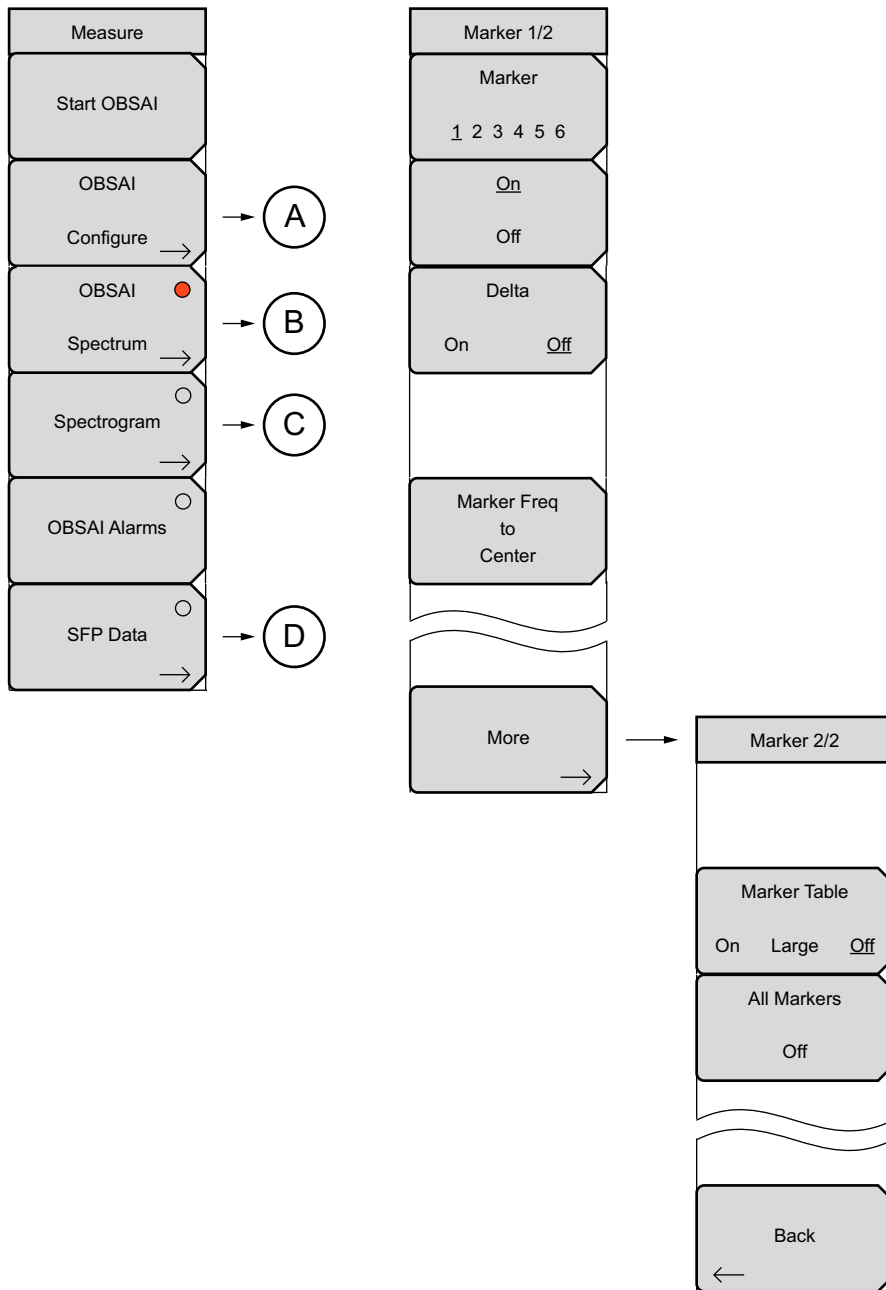 Measure
Start OBSAI
OBSAI
Configure
A
OBSAI
Spectrum
B
Spectrogram
C
OBSAI Alarms
SFP Data
D
Marker 1/2
Marker
1 2 3 4 5 6
On
Off
Delta
On Off
Marker Freq
to
Center
More
Marker 2/2
Marker Table
On Large Off
All Markers
Off
Back